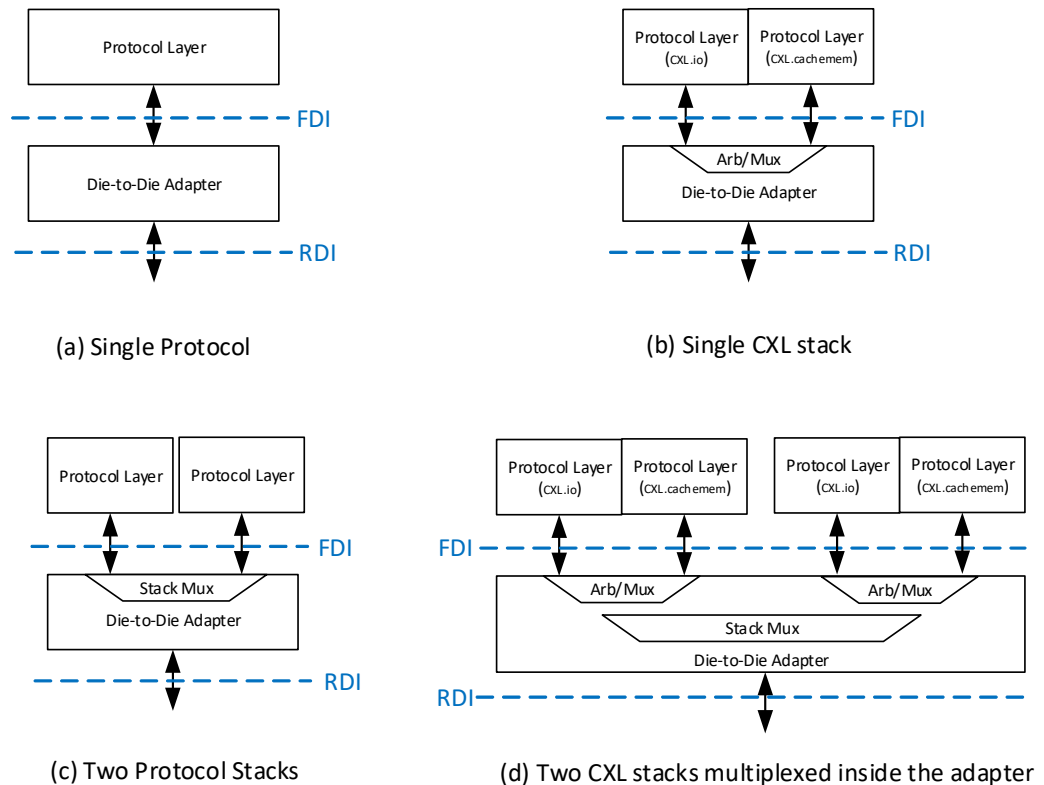 Protocol Layer
FDI
Die-to-Die Adapter
RDI
(a) Single Protocol
Protocol Layer
(CXL.io)
Protocol Layer
(CXL.cachemem)
FDI
Arb/Mux
Die-to-Die Adapter
RDI
(b) Single CXL stack
Protocol Layer
Protocol Layer
FDI
Stack Mux
Die-to-Die Adapter
RDI
(c) Two Protocol Stacks
Protocol Layer
(CXL.io)
Protocol Layer
(CXL.cachemem)
Protocol Layer
(CXL.io)
Protocol Layer
(CXL.cachemem)
FDI
Arb/Mux
Arb/Mux
Stack Mux
Die-to-Die Adapter
RDI
(d) Two CXL stacks multiplexed inside the adapter